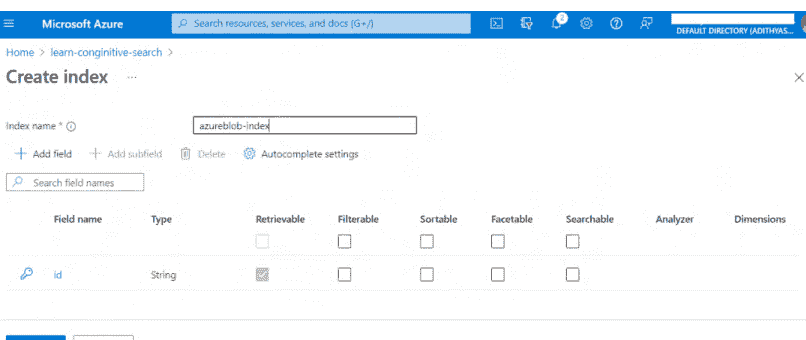 Microsoft Azure
Search resources, services, and docs (G+/)
2
DEFAULT DIRECTORY (ADITHYAS...
Home > learn-conginitive-search >
Create index ...
Index name *
azureblob-index
+ Add field + Add subfield Delete Autocomplete settings
Search field names
Field name Type Retrievable Filterable Sortable Facetable Searchable Analyzer Dimensions
id String